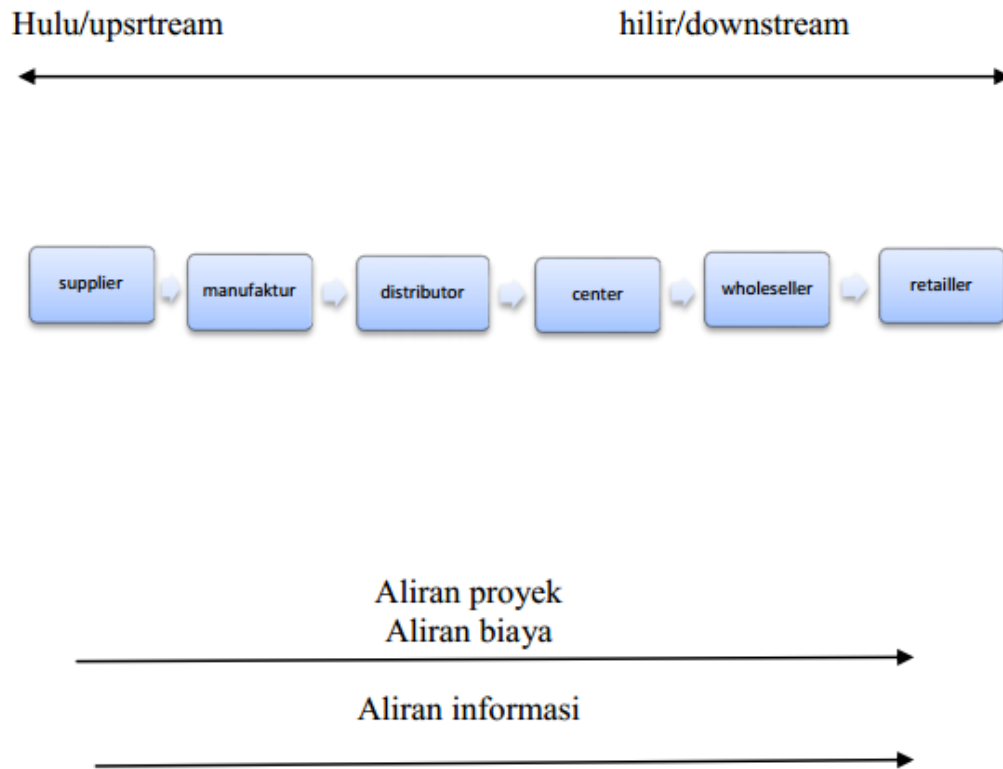 Hulu/upsrtream
hilir/downstream
supplier
manufaktur
distributor
center
wholeseller
retailler
Aliran proyek
Aliran biaya
Aliran informasi